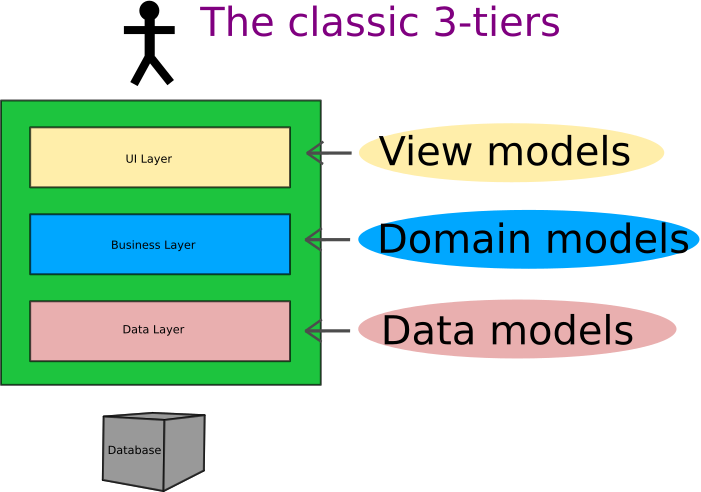 The classic 3-tiers
UI Layer
View models
Business Layer
Domain models
Data Layer
Data models
Database